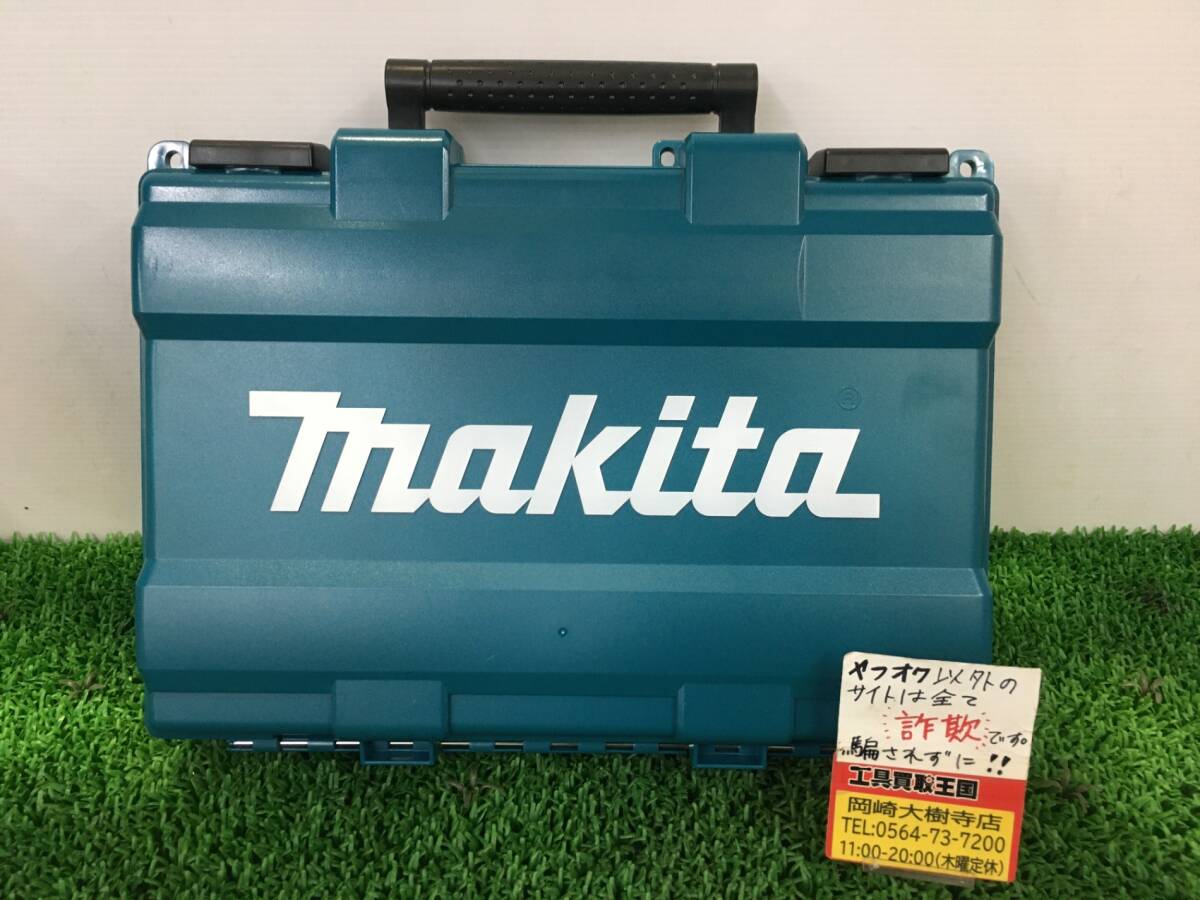 makita
ヤフオク以外の
サイトは全て
詐欺です。
騙されずに!!
工具買取王国
岡崎大樹寺店
TEL:0564-73-7200
11:00-20:00(木曜定休)